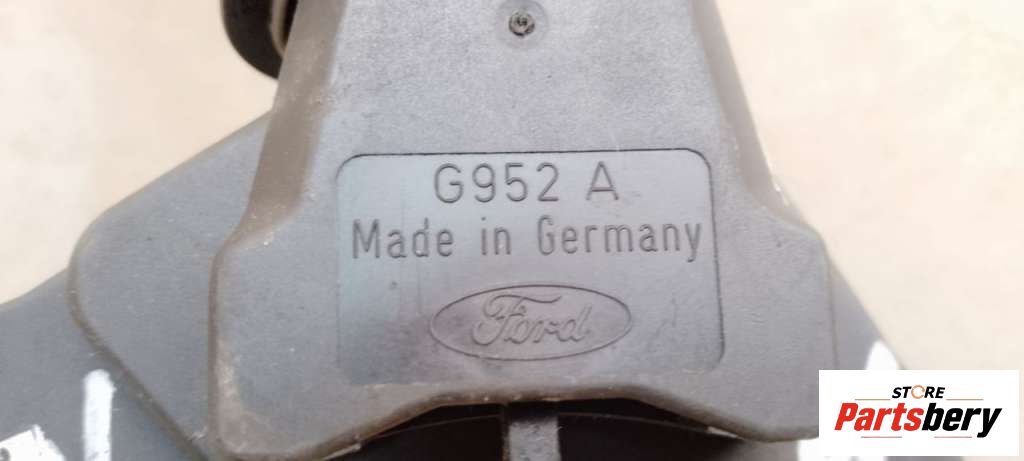 G952 A
Made in Germany
Ford
STORE
Partsbery